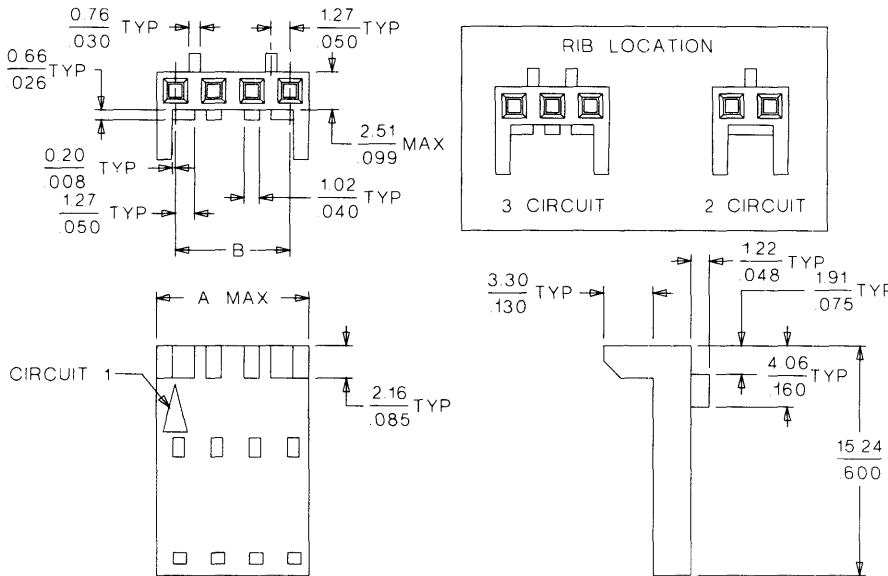 0.76
.030 TYP
1.27
.050 TYP
0.66
.026 TYP
2.51
.099 MAX
0.20
.008 TYP
1.27
.050 TYP
1.02
.040 TYP
B
RIB LOCATION
3 CIRCUIT
2 CIRCUIT
A MAX
CIRCUIT 1
2.16
.085 TYP
3.30
.130 TYP
1.22
.048 TYP
1.91
.075 TYP
4.06
.160 TYP
15.24
.600